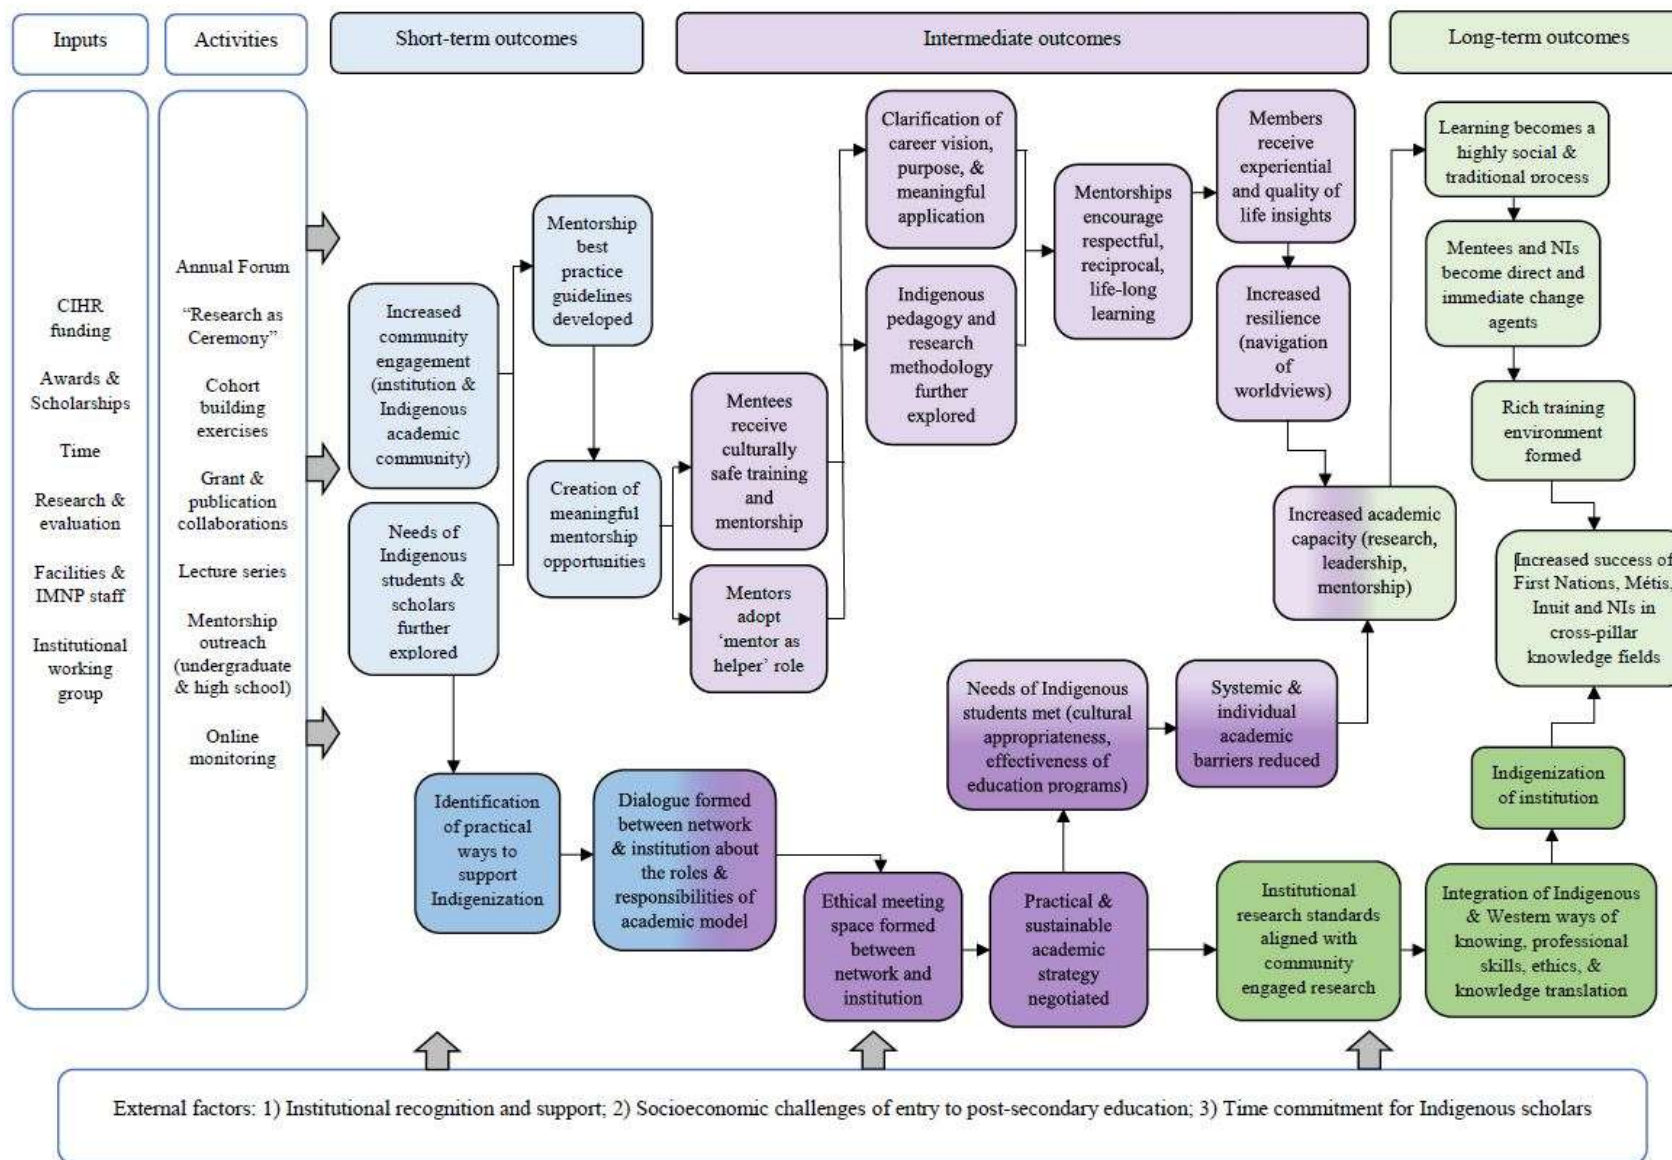 Inputs
Activities
Short-term outcomes
Intermediate outcomes
Long-term outcomes
CIHR
funding
Awards &
Scholarships
Time
Research &
evaluation
Facilities &
IMNP staff
Institutional
working
group
Annual Forum
“Research as
Ceremony”
Cohort
building
exercises
Grant &
publication
collaborations
Lecture series
Mentorship
outreach
(undergraduate
& high school)
Online
monitoring
Increased
community
engagement
(institution &
Indigenous
academic
community)
Needs of
Indigenous
students &
scholars
further
explored
Mentorship
best
practice
guidelines
developed
Creation of
meaningful
mentorship
opportunities
Identification
of practical
ways to
support
Indigenization
Dialogue formed
between network
& institution about
the roles &
responsibilities of
academic model
Mentees
receive
culturally
safe training
and
mentorship
Mentors
adopt
‘mentor as
helper’ role
Clarification of
career vision,
purpose, &
meaningful
application
Indigenous
pedagogy and
research
methodology
further
explored
Mentorships
encourage
respectful,
reciprocal,
life-long
learning
Members
receive
experiential
and quality of
life insights
Increased
resilience
(navigation
of
worldviews)
Increased academic
capacity (research,
leadership,
mentorship)
Needs of Indigenous
students met (cultural
appropriateness,
effectiveness of
education programs)
Systemic &
individual
academic
barriers reduced
Ethical meeting
space formed
between
network and
institution
Practical &
sustainable
academic
strategy
negotiated
Institutional
research standards
aligned with
community
engaged research
Integration of Indigenous
& Western ways of
knowing, professional
skills, ethics, &
knowledge translation
Indigenization
of institution
Learning becomes a
highly social &
traditional process
Mentees and NIs
become direct and
immediate change
agents
Rich training
environment
formed
Increased success of
First Nations, Métis,
Inuit and NIs in
cross-pillar
knowledge fields
External factors: 1) Institutional recognition and support; 2) Socioeconomic challenges of entry to post-secondary education; 3) Time commitment for Indigenous scholars